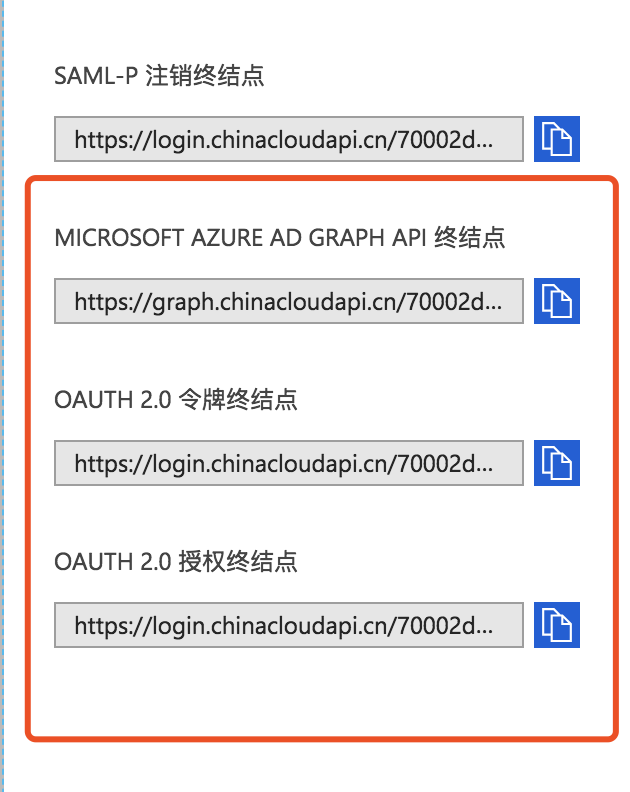 SAML-P 注销终结点
https://login.chinacloudapi.cn/70002d...
MICROSOFT AZURE AD GRAPH API 终结点
https://graph.chinacloudapi.cn/70002d...
OAUTH 2.0 令牌终结点
https://login.chinacloudapi.cn/70002d...
OAUTH 2.0 授权终结点
https://login.chinacloudapi.cn/70002d...